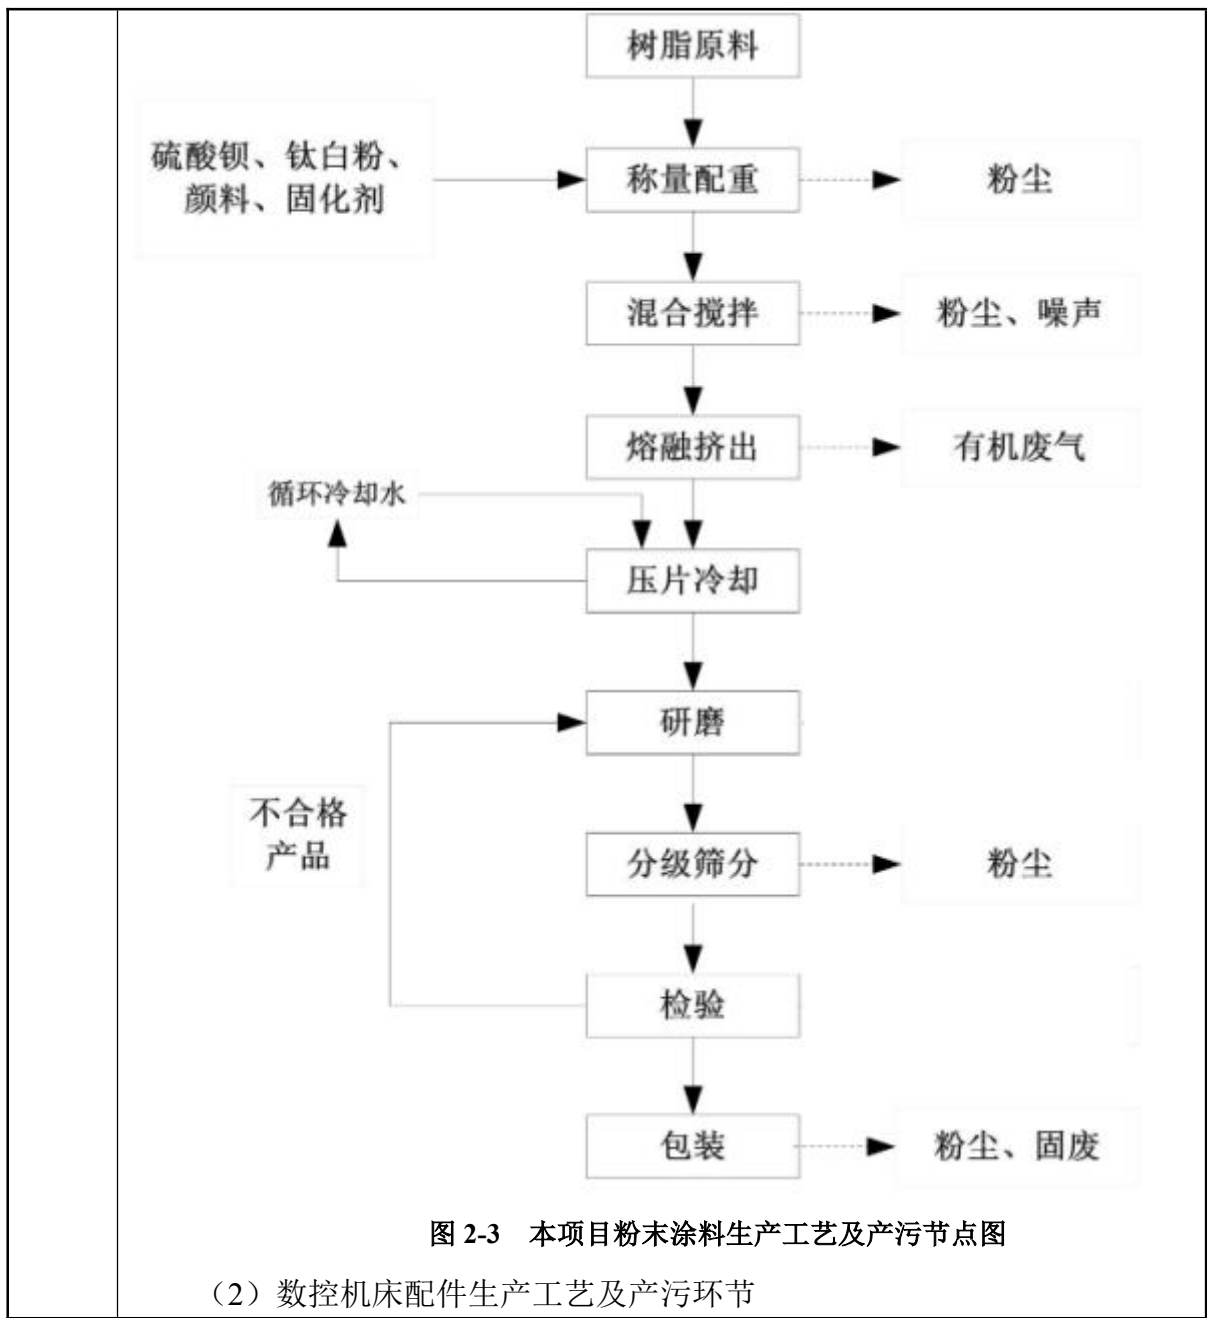 树脂原料
硫酸钡、钛白粉、
颜料、固化剂
称量配重
粉尘
混合搅拌
粉尘、噪声
熔融挤出
有机废气
循环冷却水
压片冷却
研磨
不合格
产品
分级筛分
粉尘
检验
包装
粉尘、固废
图 2-3 本项目粉末涂料生产工艺及产污节点图
（2）数控机床配件生产工艺及产污环节